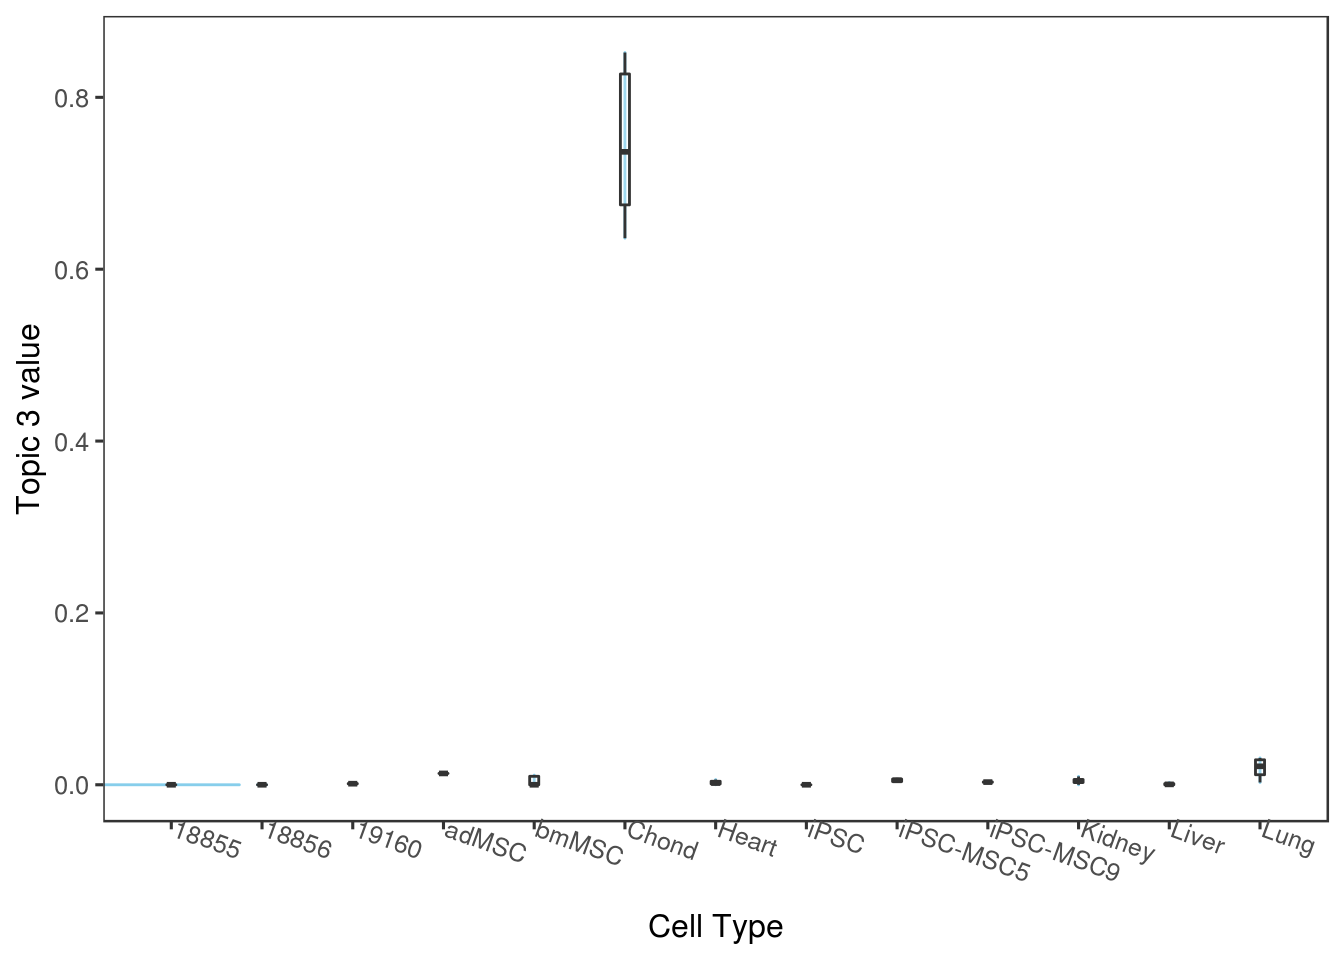 Topic 3 value
0.8
0.6
0.4
0.2
0.0
18855
18856
19160
adMSC
bmMSC
Chond
Heart
iPSC
iPSC-MSC5
iPSC-MSC9
Kidney
Liver
Lung
Cell Type